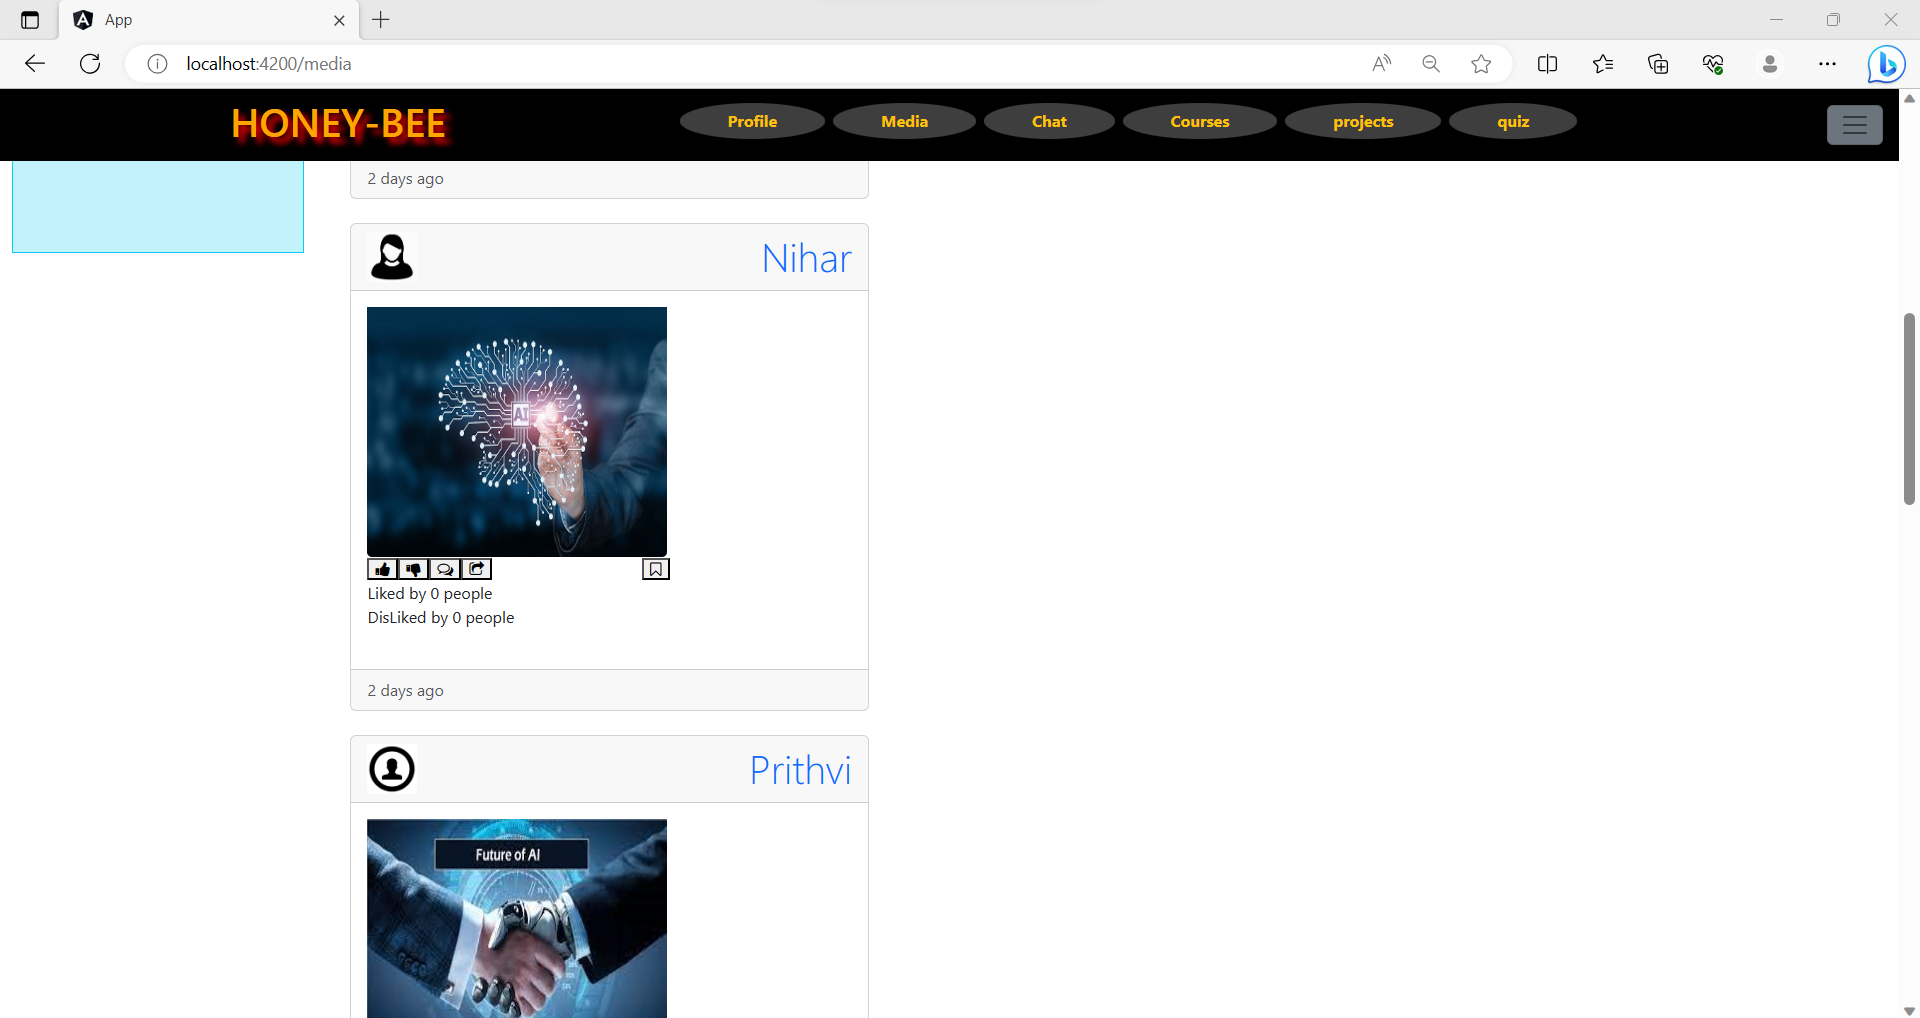 App
localhost:4200/media
HONEY-BEE
Profile
Media
Chat
Courses
projects
quiz
2 days ago
Nihar
AI
Liked by 0 people
DisLiked by 0 people
2 days ago
Prithvi
Future of AI